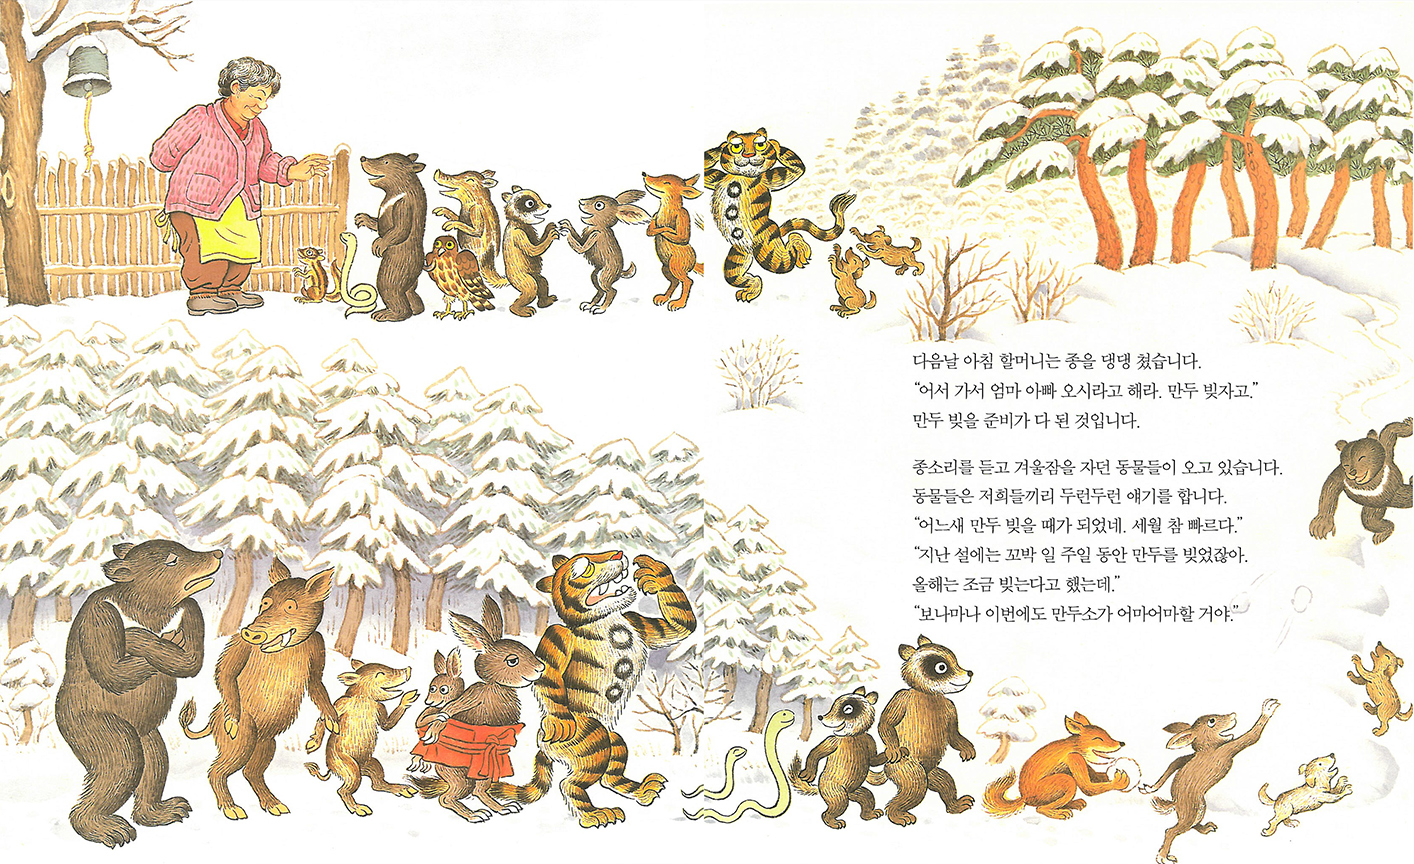 다음날 아침 할머니는 종을 댕댕 쳤습니다.
“어서 가서 엄마 아빠 오시라고 해라. 만두 빚자고.”
만두 빚을 준비가 다 된 것입니다.
종소리를 듣고 겨울잠을 자던 동물들이 오고 있습니다.
동물들은 저희들끼리 두런두런 얘기를 합니다.
“어느새 만두 빚을 때가 되었네. 세월 참 빠르다.”
“지난 설에는 꼬박 일 주일 동안 만두를 빚었잖아.
올해는 조금 빚는다고 했는데.”
“보나마나 이번에도 만두소가 어마어마할 거야.”